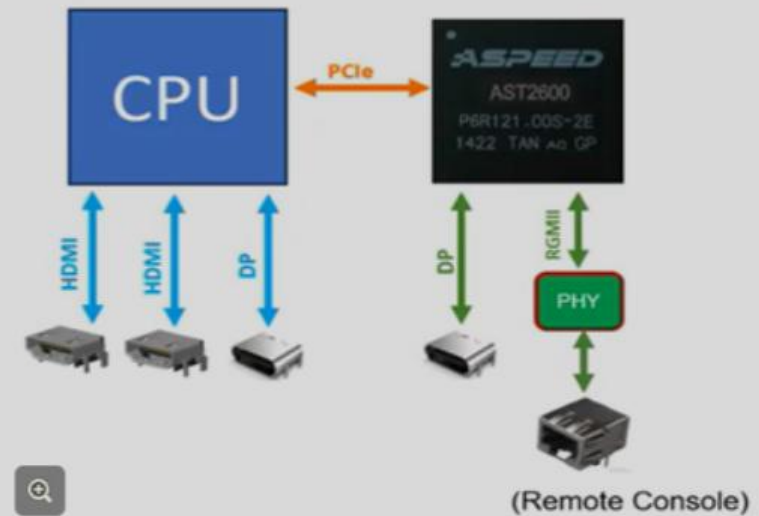 CPU
PCIe
ASPEED
AST2600
P6R121.00S-2E
1422 TAN AG GP
HDMI
HDMI
DP
DP
RGMII
PHY
(Remote Console)